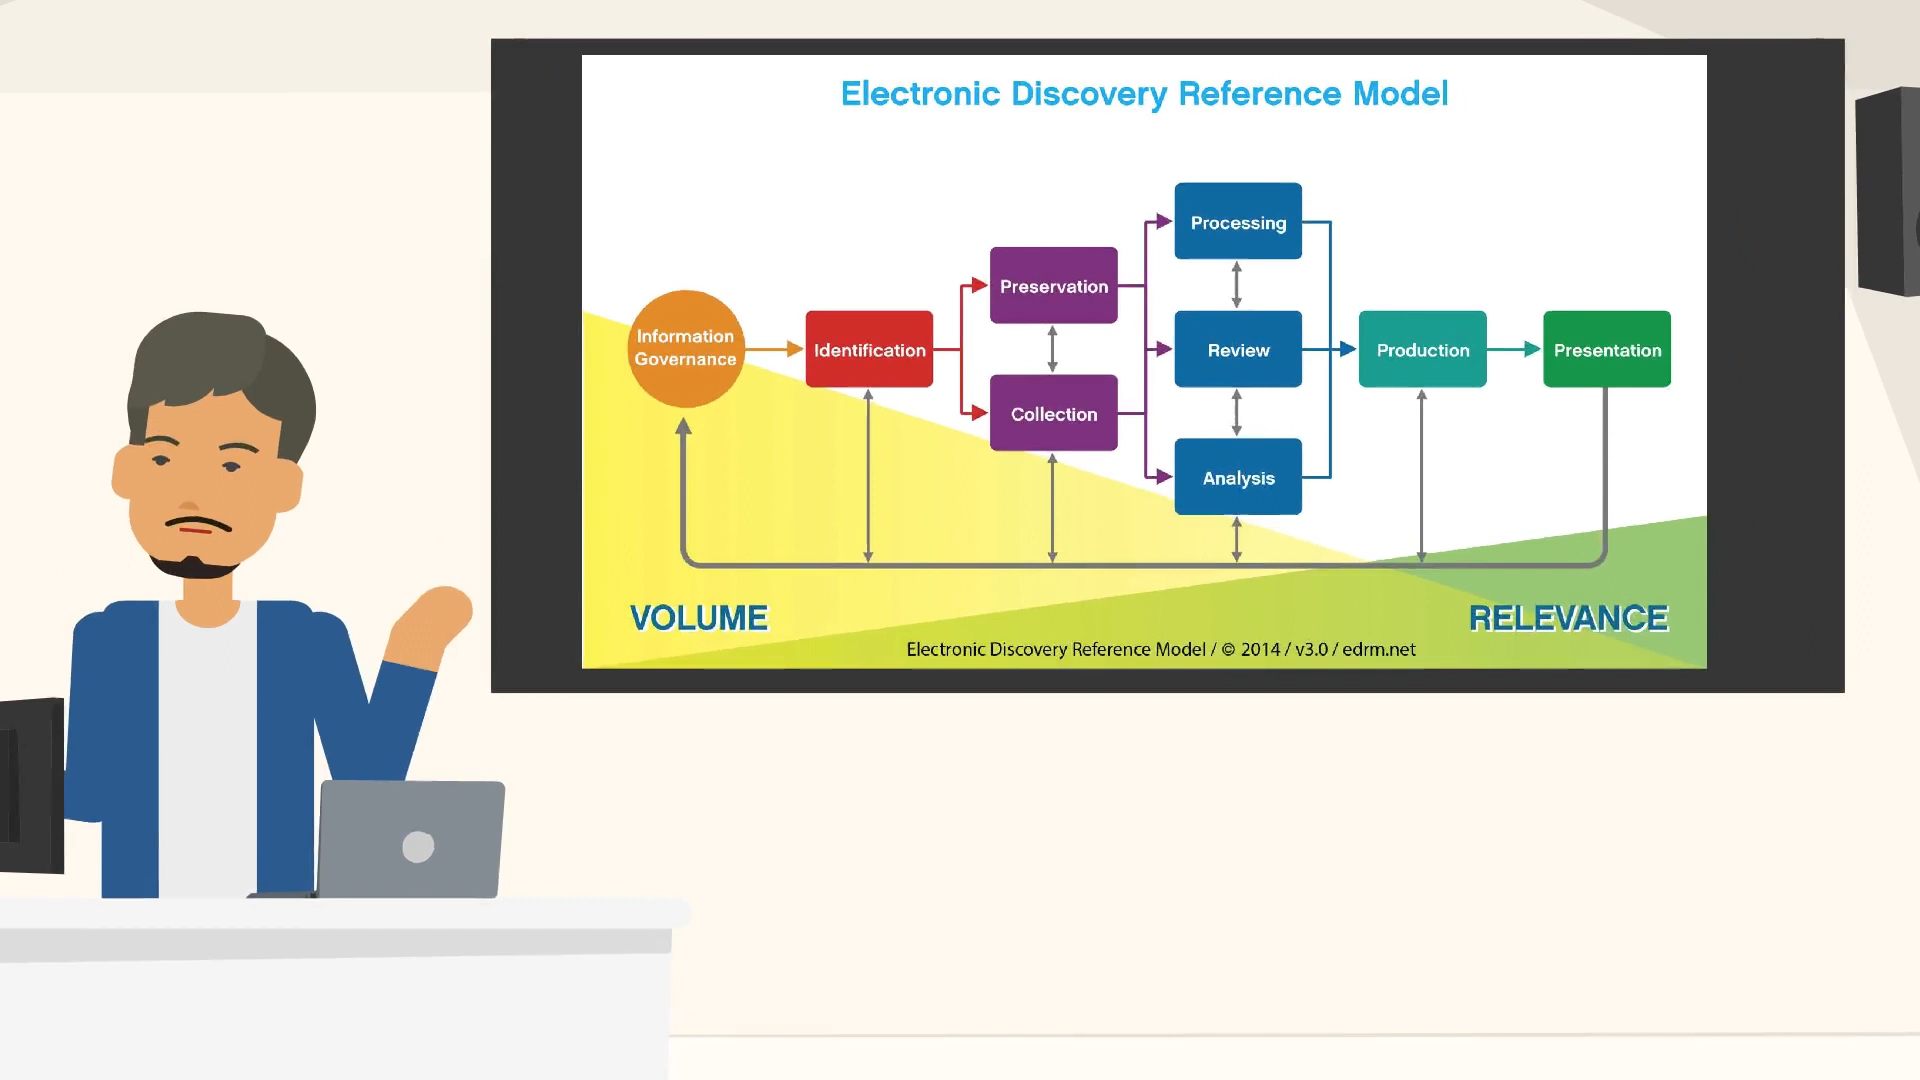 Electronic Discovery Reference Model
Processing
Preservation
Information
Governance
Identification
Review
Production
Presentation
Collection
Analysis
VOLUME
RELEVANCE
Electronic Discovery Reference Model / © 2014 / v3.0 / edrm.net